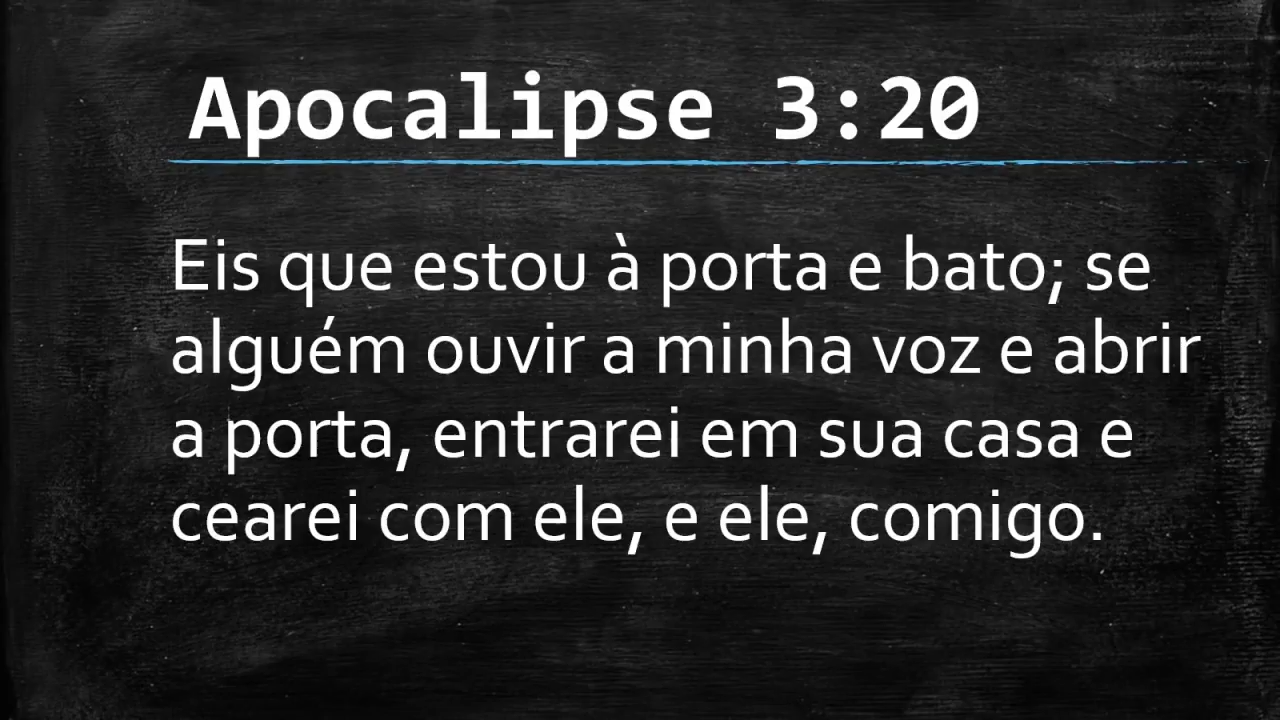 Apocalipse 3:20
Eis que estou à porta e bato; se
alguém ouvir a minha voz e abrir
a porta, entrarei em sua casa e
cearei com ele, e ele, comigo.